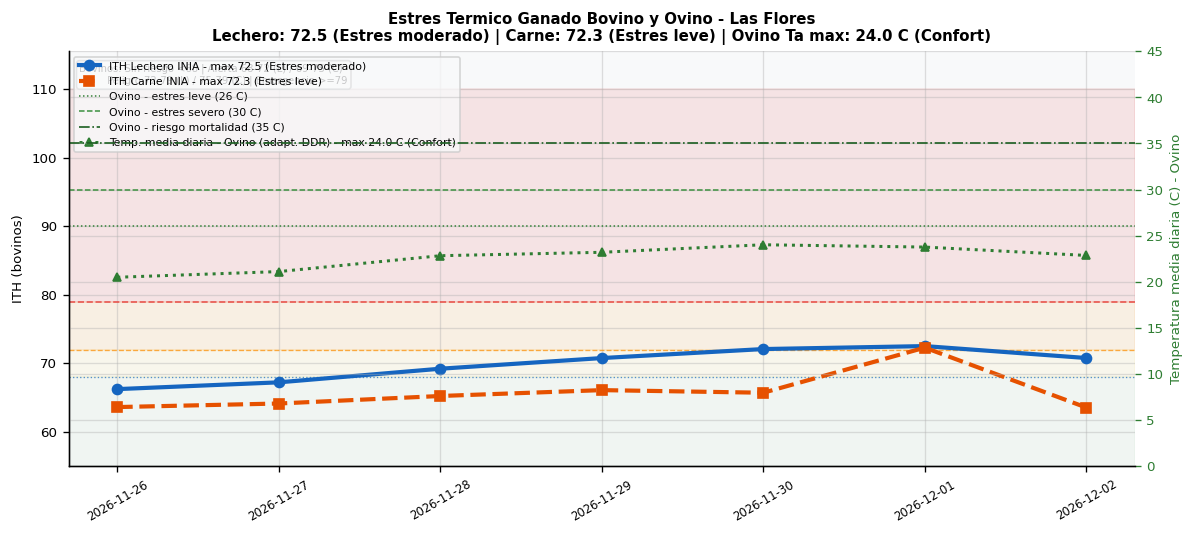 Estres Termico Ganado Bovino y Ovino - Las Flores
Lechero: 72.5 (Estres moderado) | Carne: 72.3 (Estres leve) | Ovino Ta max: 24.0 C (Confort)
ITH Lechero INIA - max 72.5 (Estres moderado)
ITH Carne INIA - max 72.3 (Estres leve)
>=79
Ovino - estres leve (26 C)
Ovino - estres severo (30 C)
Ovino - riesgo mortalidad (35 C)
Temp. media diaria - Ovino (adapt. DDR) - max 24.0 C (Confort)
ITH (bovinos)
110
100
90
80
70
60
45
40
35
30
25
20
15
10
5
0
Temperatura media diaria (C) - Ovino
2026-11-26
2026-11-27
2026-11-28
2026-11-29
2026-11-30
2026-12-01
2026-12-02